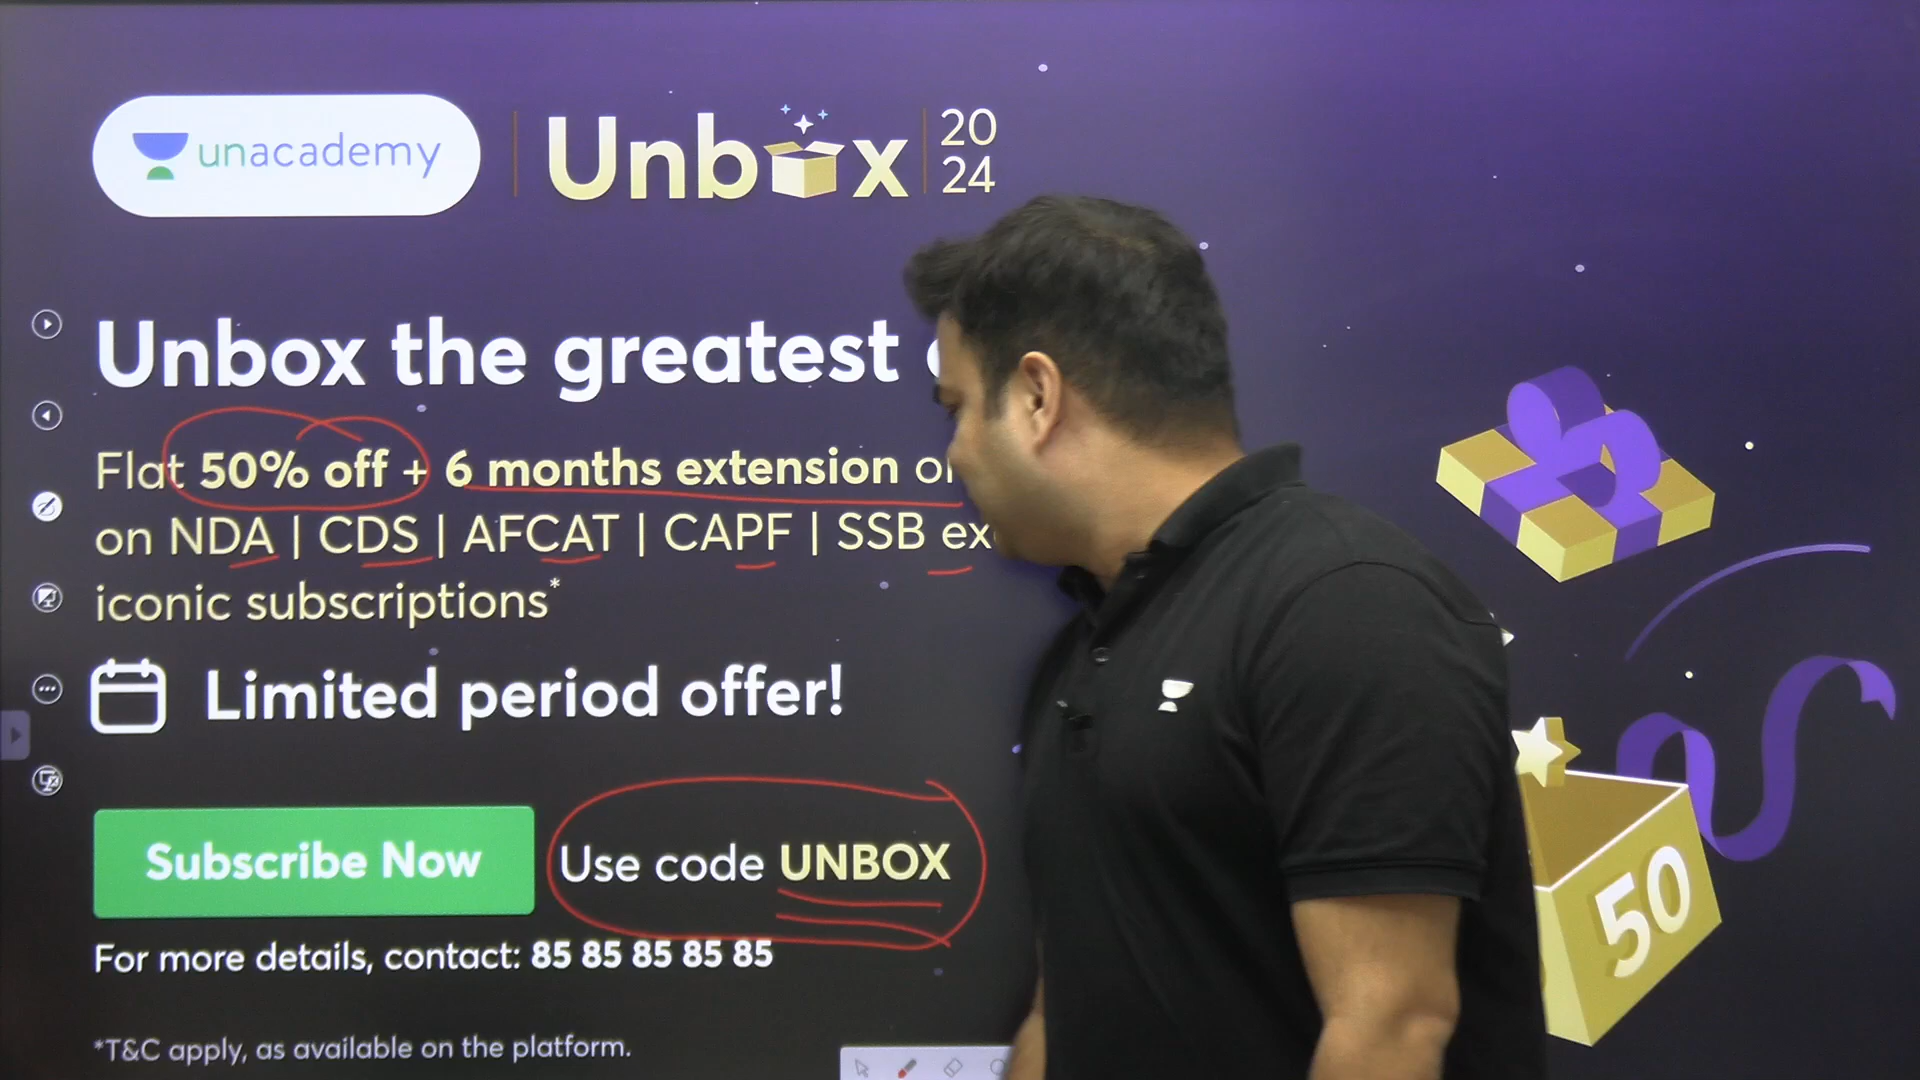 unacademy
Unbox
20
24
Unbox the greatest
Flat 50% off + 6 months extension
on NDA | CDS | AFCAT | CAPF | SSB
iconic subscriptions*
Limited period offer!
Subscribe Now
Use code UNBOX
For more details, contact: 85 85 85 85 85
*T&C apply, as available on the platform.
50